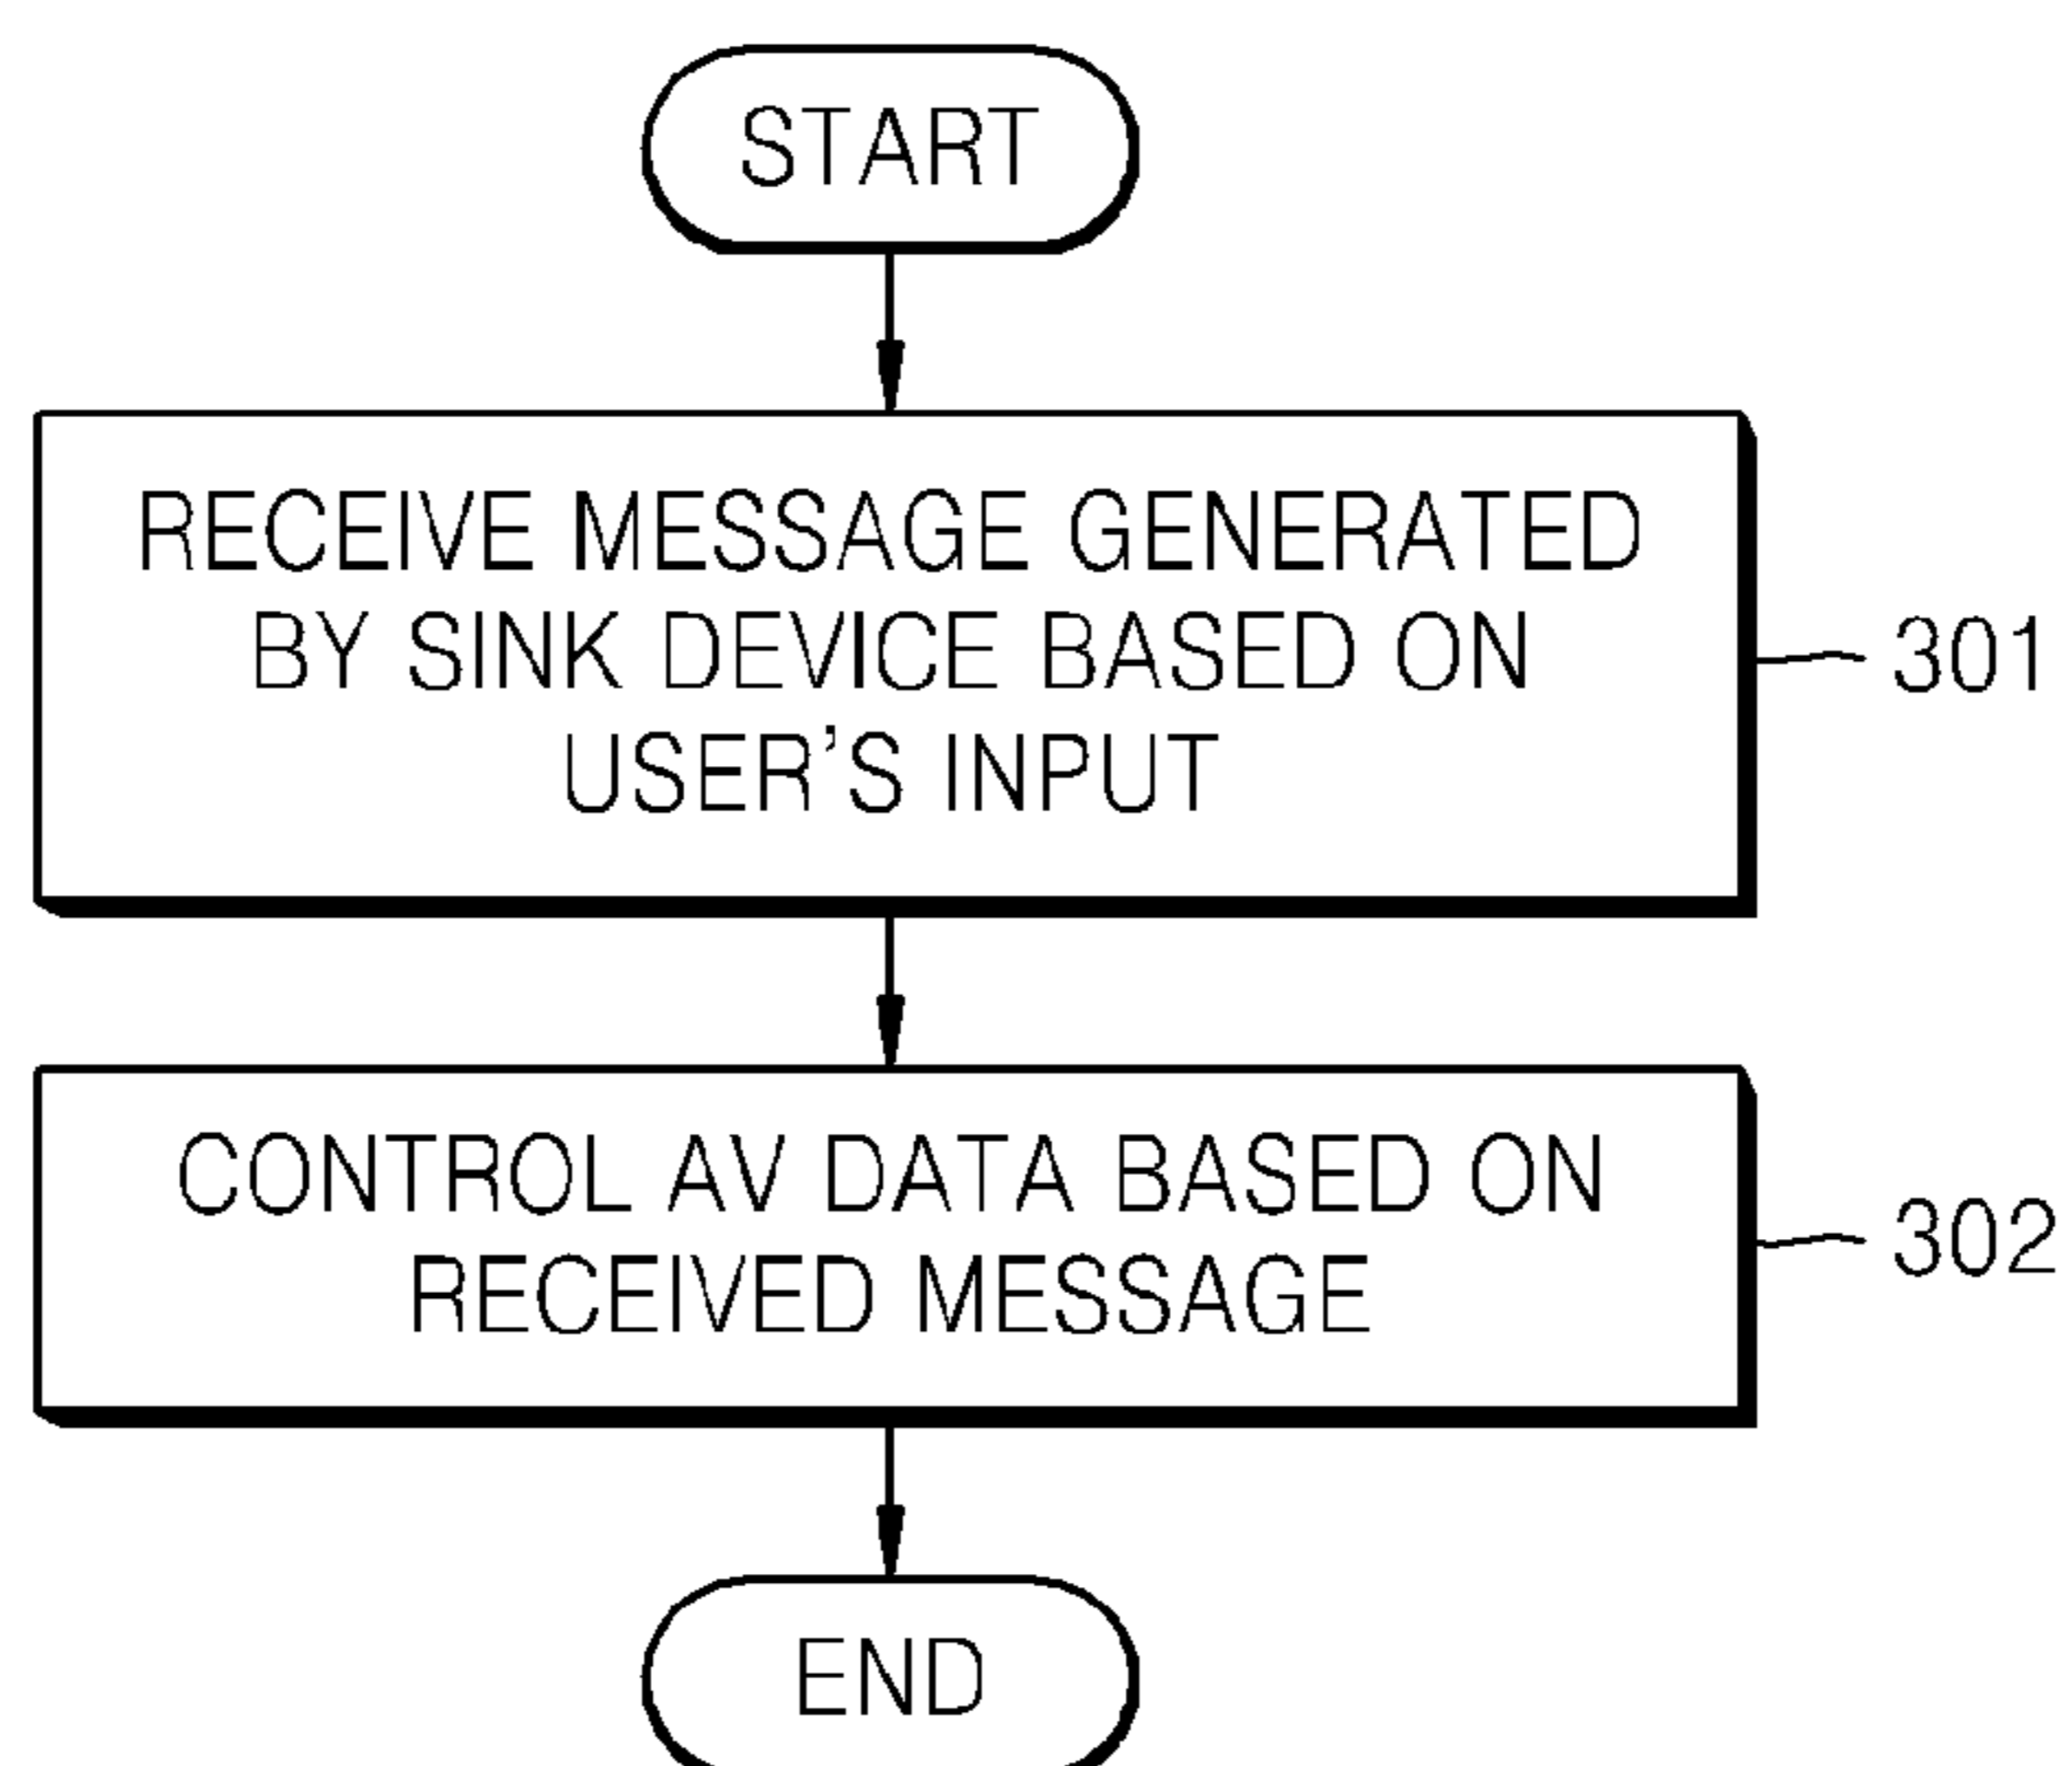 START
RECEIVE MESSAGE GENERATED
BY SINK DEVICE BASED ON
USER'S INPUT
301
CONTROL AV DATA BASED ON
RECEIVED MESSAGE
302
END